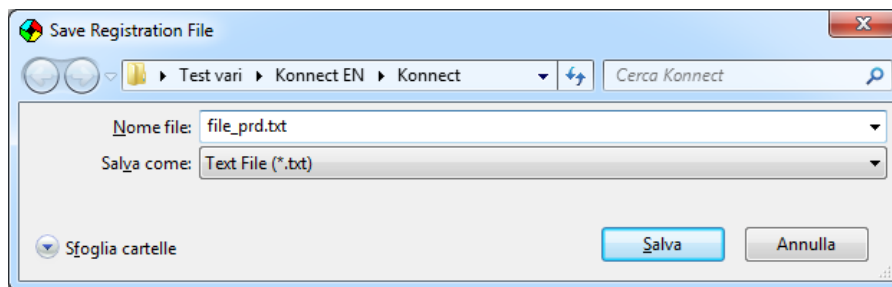 Save Registration File
Test vari Konnect EN Konnect Cerca Konnect
Nome file: file_prd.txt
Salva come: Text File (*.txt)
Sfoglia cartelle Salva Annulla